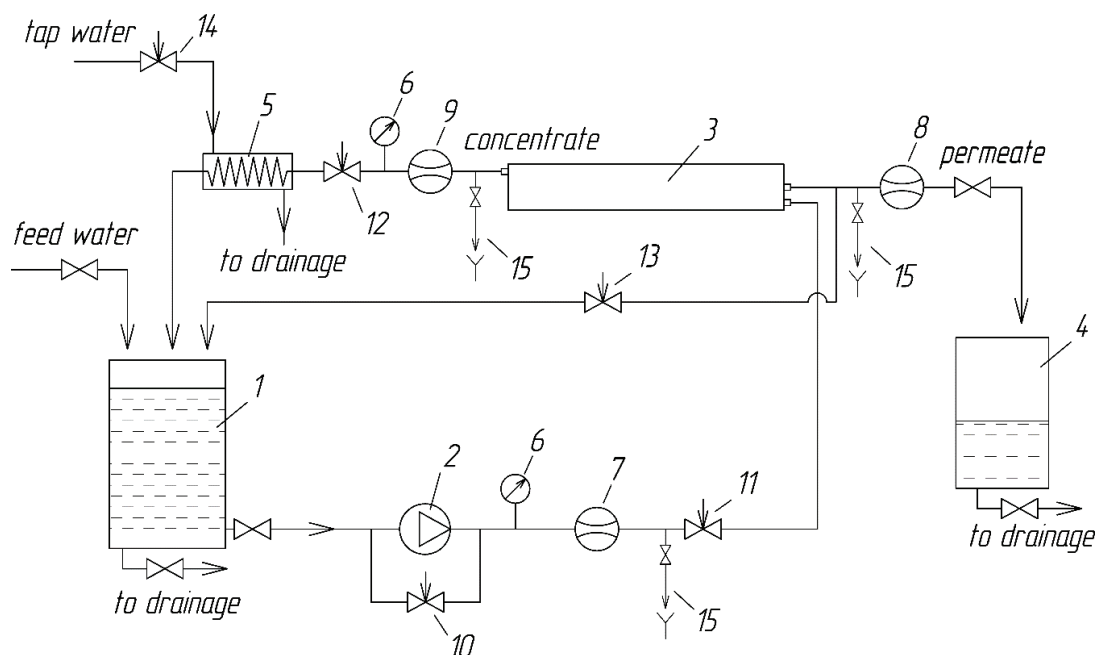 tap water
14
5
6
9
concentrate
3
8
permeate
12
feed water
to drainage
15
13
15
4
1
2
6
7
11
to drainage
to drainage
10
15